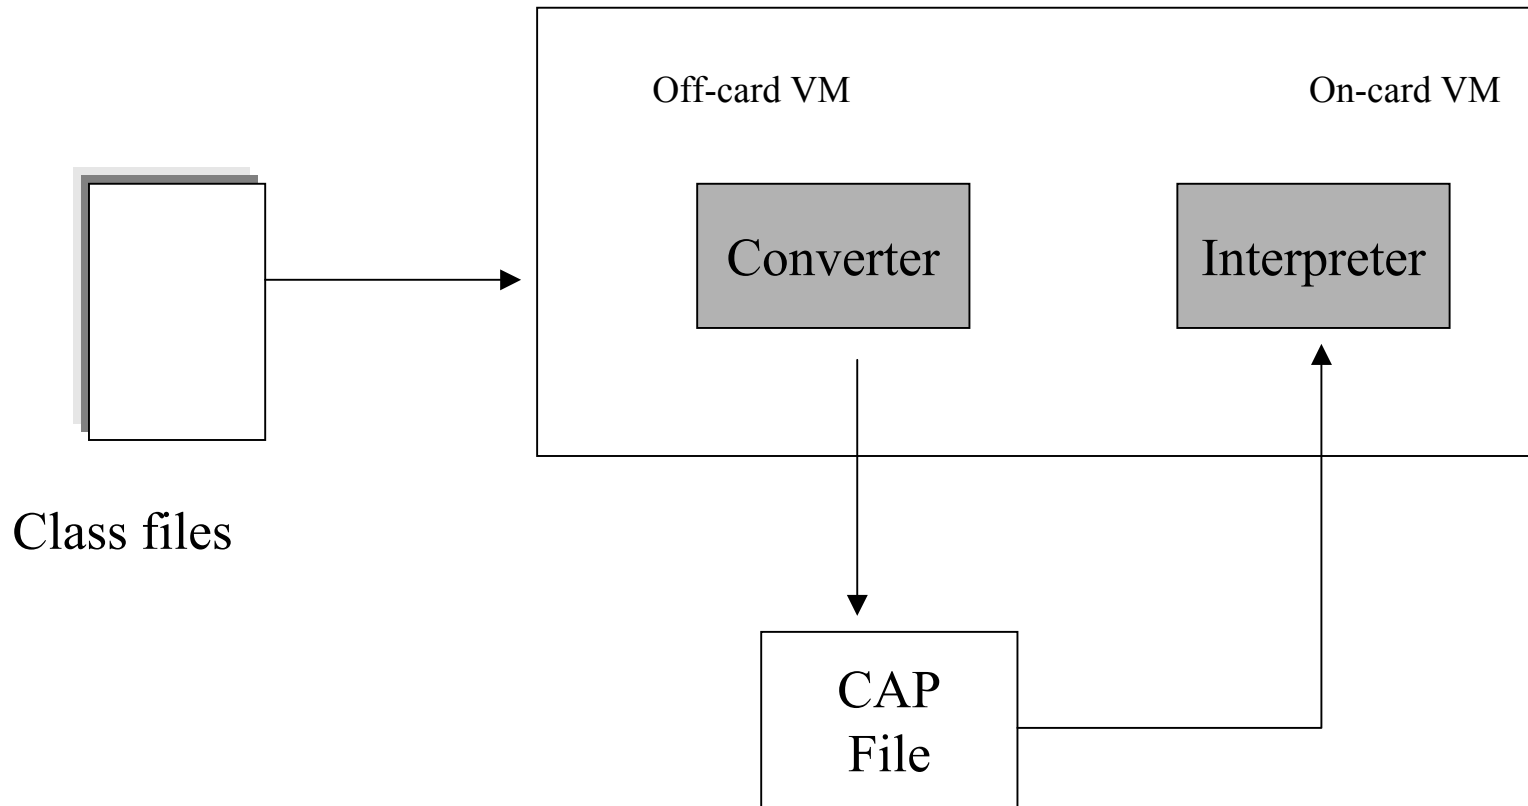 Off-card VM
On-card VM
Converter
Interpreter
Class files
CAP
File